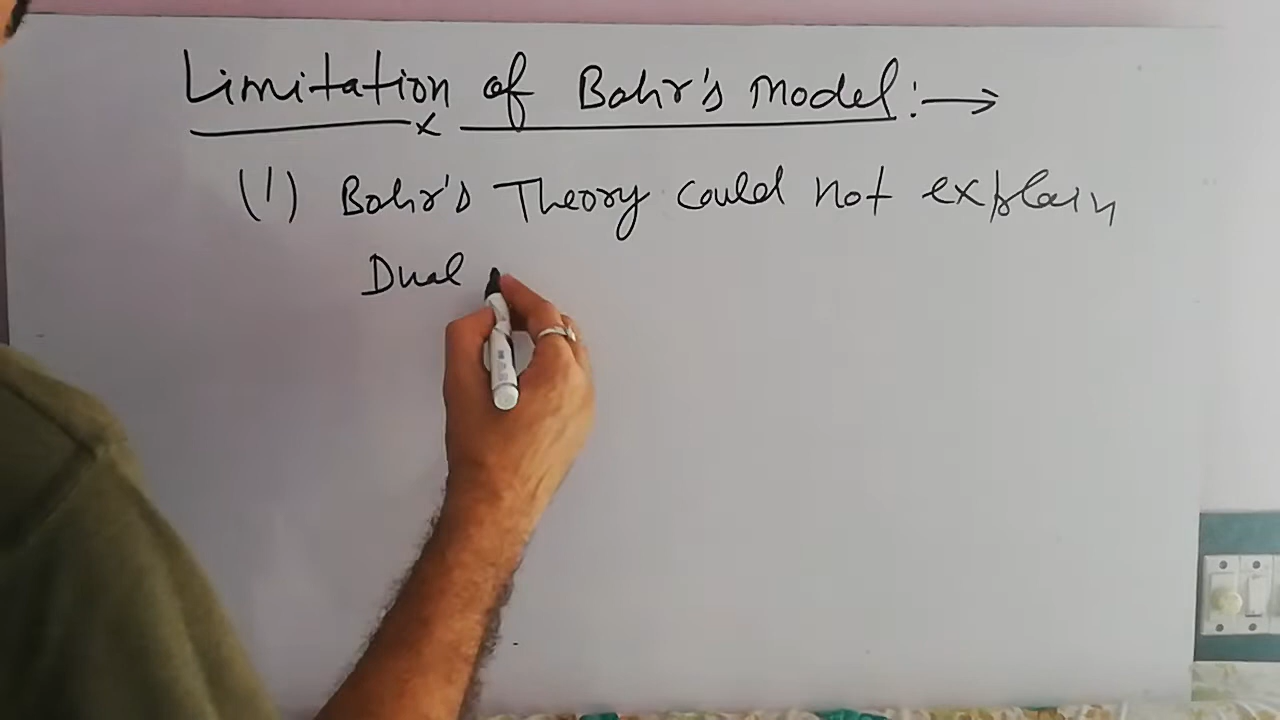 Limitation of Bohr's Model:→
(1) Bohr's Theory could not explain
Dual